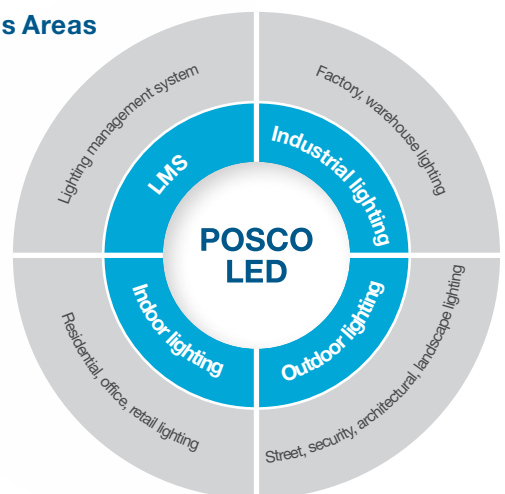 s Areas
Lighting management system
Factory, warehouse lighting
LMS
Industrial lighting
POSCO
LED
Indoor lighting
Outdoor lighting
Residential, office, retail lighting
Street, security, architectural, landscape lighting